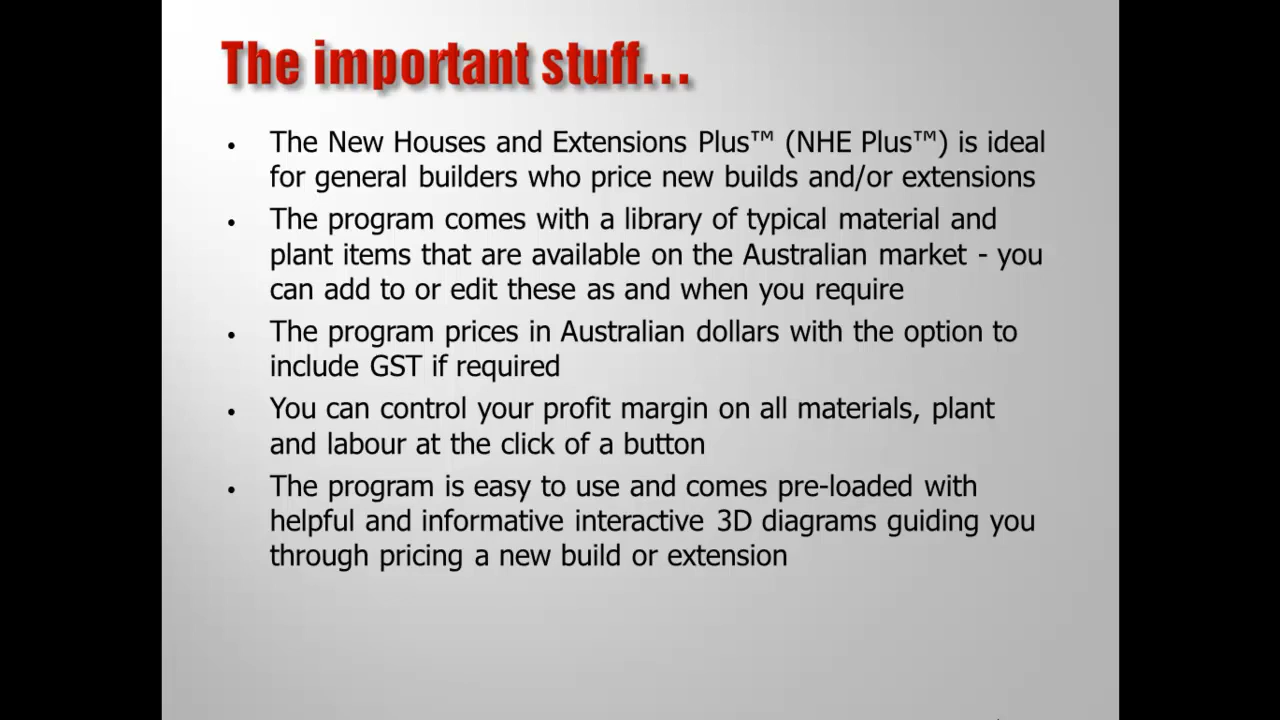 The important stuff...
• The New Houses and Extensions Plus™ (NHE Plus™) is ideal
for general builders who price new builds and/or extensions
• The program comes with a library of typical material and
plant items that are available on the Australian market - you
can add to or edit these as and when you require
• The program prices in Australian dollars with the option to
include GST if required
• You can control your profit margin on all materials, plant
and labour at the click of a button
• The program is easy to use and comes pre-loaded with
helpful and informative interactive 3D diagrams guiding you
through pricing a new build or extension